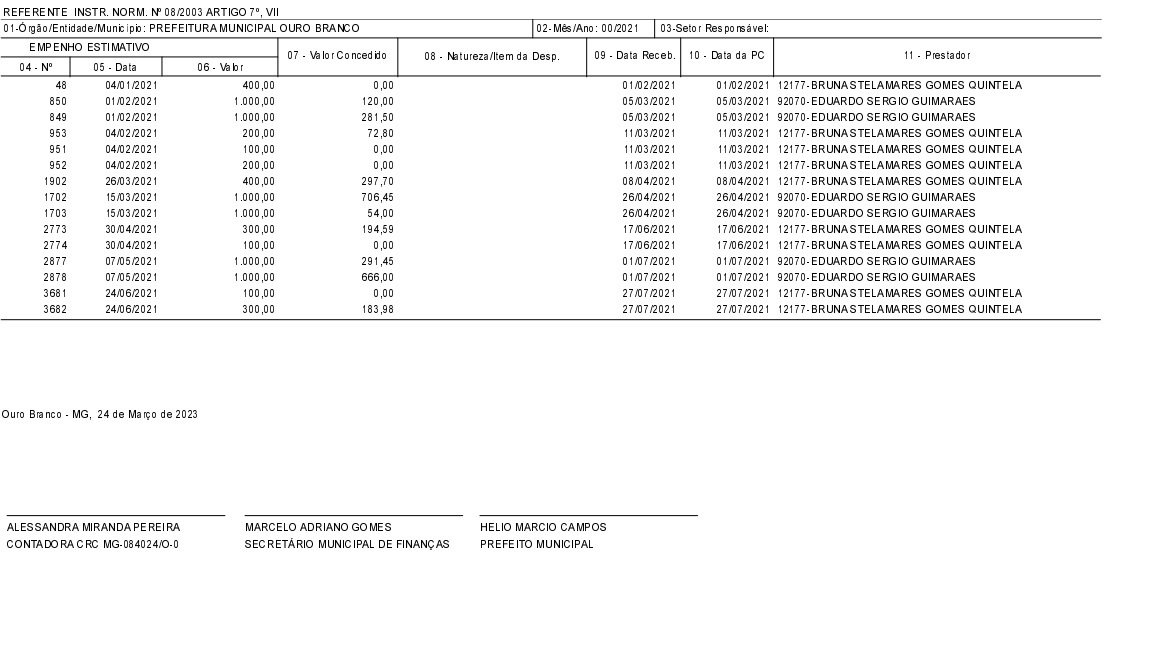 REFERENTE INSTR. NORM. Nº 08/2003 ARTIGO 7º, VII
01-Órgão/Entidade/Município: PREFEITURA MUNICIPAL OURO BRANCO 02-Mês/Ano: 00/2021 03-Setor Responsável:
EMPENHO ESTIMATIVO 07 - Valor Concedido 08 - Natureza/Item da Desp. 09 - Data Receb. 10 - Data da PC 11 - Prestador
04 - Nº 05 - Data 06 - Valor
48 04/01/2021 400,00 0,00 01/02/2021 01/02/2021 12177-BRUNA STELAMARES GOMES QUINTELA
850 01/02/2021 1.000,00 120,00 05/03/2021 05/03/2021 92070-EDUARDO SERGIO GUIMARAES
849 01/02/2021 1.000,00 281,50 05/03/2021 05/03/2021 92070-EDUARDO SERGIO GUIMARAES
953 04/02/2021 200,00 72,80 11/03/2021 11/03/2021 12177-BRUNA STELAMARES GOMES QUINTELA
951 04/02/2021 100,00 0,00 11/03/2021 11/03/2021 12177-BRUNA STELAMARES GOMES QUINTELA
952 04/02/2021 200,00 0,00 11/03/2021 11/03/2021 12177-BRUNA STELAMARES GOMES QUINTELA
1902 26/03/2021 400,00 297,70 08/04/2021 08/04/2021 12177-BRUNA STELAMARES GOMES QUINTELA
1702 15/03/2021 1.000,00 706,45 26/04/2021 26/04/2021 92070-EDUARDO SERGIO GUIMARAES
1703 15/03/2021 1.000,00 54,00 26/04/2021 26/04/2021 92070-EDUARDO SERGIO GUIMARAES
2773 30/04/2021 300,00 194,59 17/06/2021 17/06/2021 12177-BRUNA STELAMARES GOMES QUINTELA
2774 30/04/2021 100,00 0,00 17/06/2021 17/06/2021 12177-BRUNA STELAMARES GOMES QUINTELA
2877 07/05/2021 1.000,00 291,45 01/07/2021 01/07/2021 92070-EDUARDO SERGIO GUIMARAES
2878 07/05/2021 1.000,00 666,00 01/07/2021 01/07/2021 92070-EDUARDO SERGIO GUIMARAES
3681 24/06/2021 100,00 0,00 27/07/2021 27/07/2021 12177-BRUNA STELAMARES GOMES QUINTELA
3682 24/06/2021 300,00 183,98 27/07/2021 27/07/2021 12177-BRUNA STELAMARES GOMES QUINTELA
Ouro Branco - MG, 24 de Março de 2023
ALESSANDRA MIRANDA PEREIRA MARCELO ADRIANO GOMES HELIO MARCIO CAMPOS
CONTADORA CRC MG-084024/O-0 SECRETÁRIO MUNICIPAL DE FINANÇAS PREFEITO MUNICIPAL